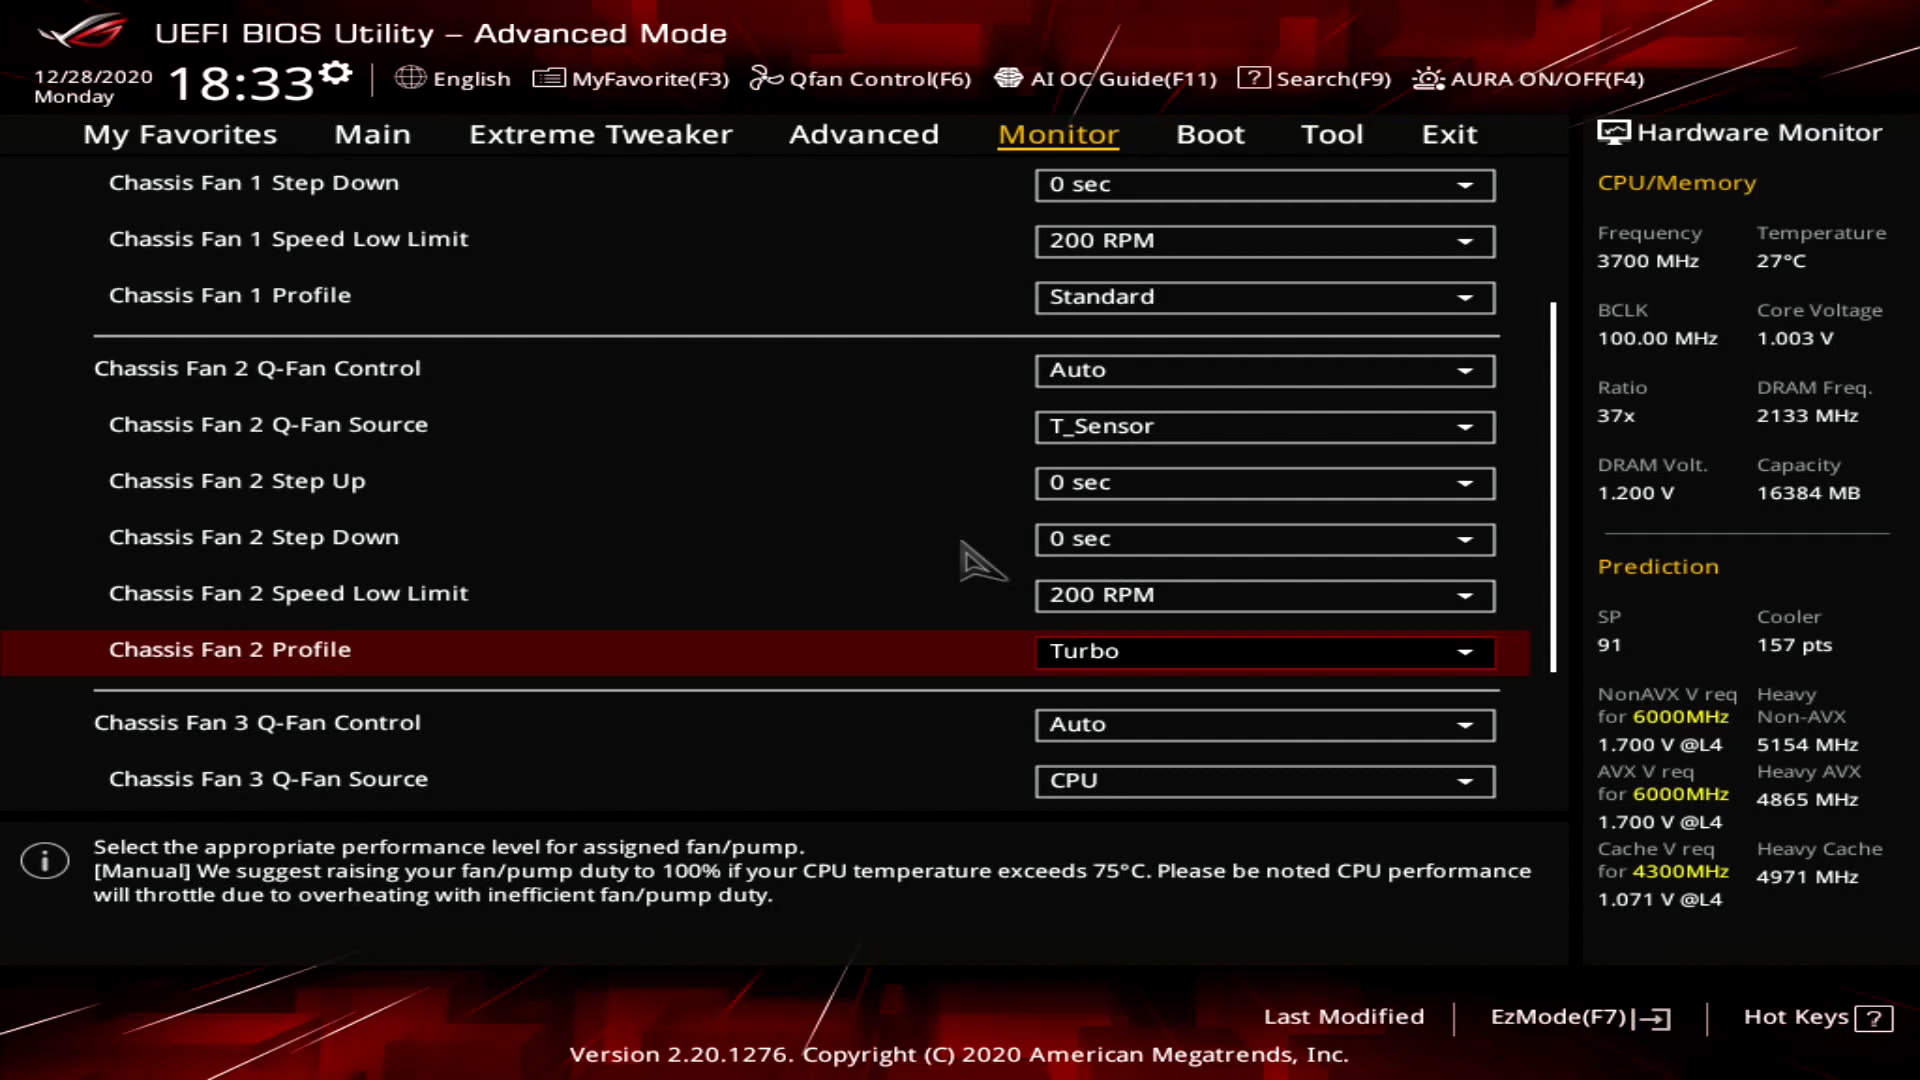 UEFI BIOS Utility – Advanced Mode
12/28/2020
Monday
18:33
English
MyFavorite(F3)
Qfan Control(F6)
AI OC Guide(F11)
Search(F9)
AURA ON/OFF(F4)
My Favorites
Main
Extreme Tweaker
Advanced
Monitor
Boot
Tool
Exit
Chassis Fan 1 Step Down
0 sec
Chassis Fan 1 Speed Low Limit
200 RPM
Chassis Fan 1 Profile
Standard
Chassis Fan 2 Q-Fan Control
Auto
Chassis Fan 2 Q-Fan Source
T_Sensor
Chassis Fan 2 Step Up
0 sec
Chassis Fan 2 Step Down
0 sec
Chassis Fan 2 Speed Low Limit
200 RPM
Chassis Fan 2 Profile
Turbo
Chassis Fan 3 Q-Fan Control
Auto
Chassis Fan 3 Q-Fan Source
CPU
Select the appropriate performance level for assigned fan/pump.
[Manual] We suggest raising your fan/pump duty to 100% if your CPU temperature exceeds 75°C. Please be noted CPU performance
will throttle due to overheating with inefficient fan/pump duty.
Hardware Monitor
CPU/Memory
Frequency Temperature
3700 MHz 27°C
BCLK Core Voltage
100.00 MHz 1.003 V
Ratio DRAM Freq.
37x 2133 MHz
DRAM Volt. Capacity
1.200 V 16384 MB
Prediction
SP Cooler
91 157 pts
NonAVX V req Heavy
for 6000MHz Non-AVX
1.700 V @L4 5154 MHz
AVX V req Heavy AVX
for 6000MHz 4865 MHz
1.700 V @L4
Cache V req Heavy Cache
for 4300MHz 4971 MHz
1.071 V @L4
Last Modified
EzMode(F7)
Hot Keys ?
Version 2.20.1276. Copyright (C) 2020 American Megatrends, Inc.